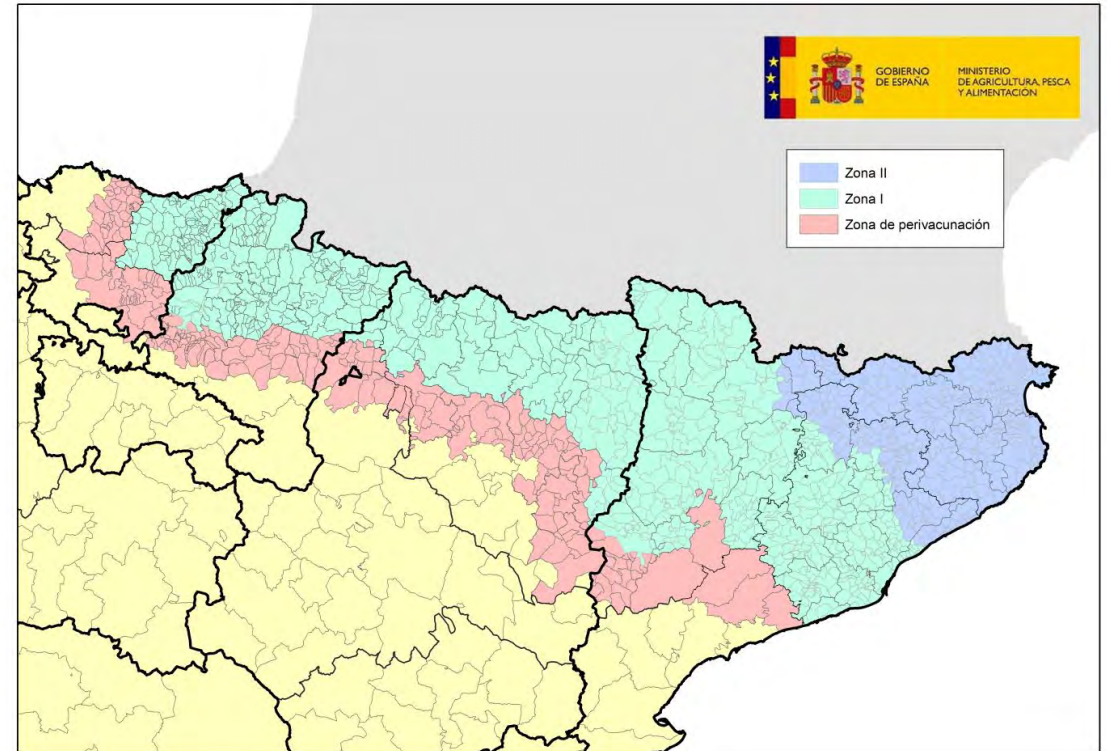 GOBIERNO
DE ESPAÑA
MINISTERIO
DE AGRICULTURA, PESCA
Y ALIMENTACIÓN
Zona II
Zona I
Zona de perivacunación